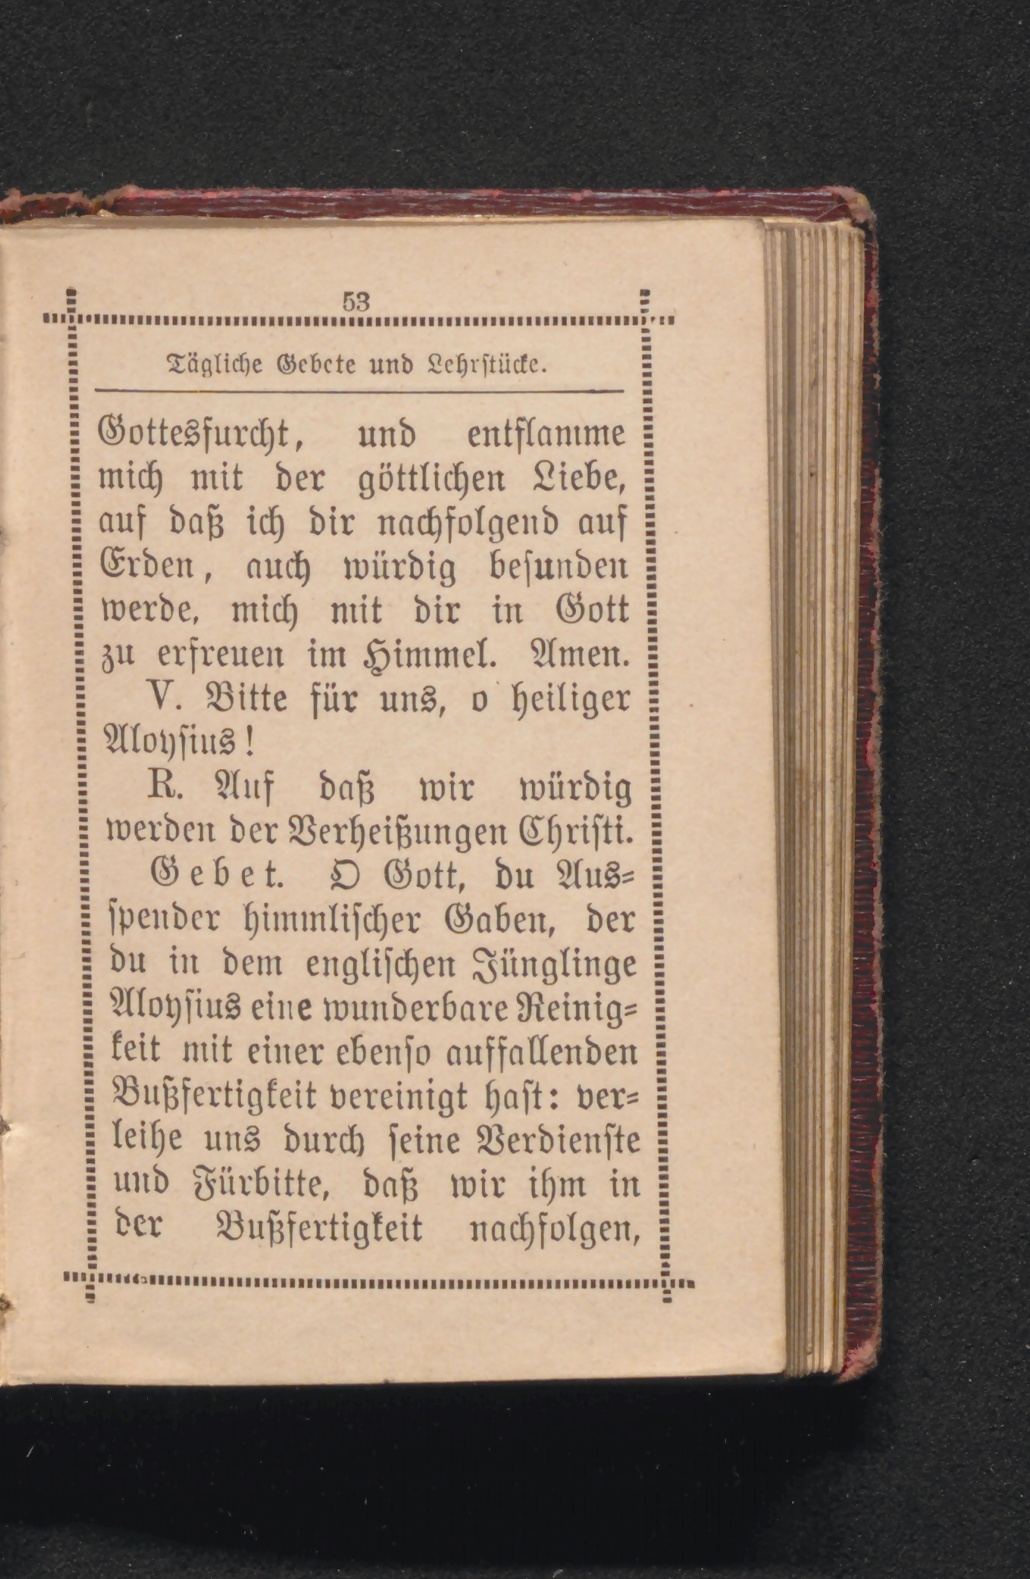 53
Tägliche Gebete und Lehrstücke.
Gottesfurcht, und entflamme
mich mit der göttlichen Liebe,
auf daß ich dir nachfolgend auf
Erden, auch würdig befunden
werde, mich mit dir in Gott
zu erfreuen im Himmel. Amen.
V. Bitte für uns, o heiliger
Aloysius!
R. Auf daß wir würdig
werden der Verheißungen Christi.
Gebet. O Gott, du Aus-
spender himmlischer Gaben, der
du in dem englischen Jünglinge
Aloysius eine wunderbare Reinig-
keit mit einer ebenso auffallenden
Bußfertigkeit vereinigt hast: ver-
leihe uns durch seine Verdienste
und Fürbitte, daß wir ihm in
der Bußfertigkeit nachfolgen,